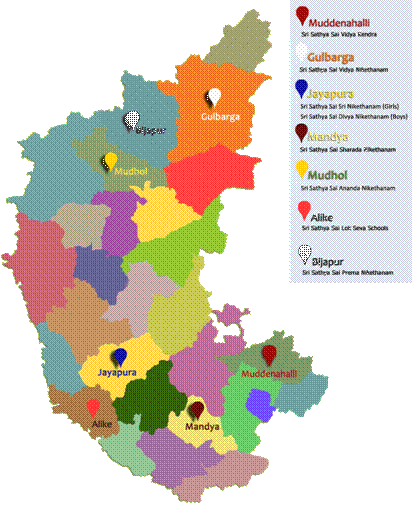 Muddenahalli
Sri Sathya Sai Vidya Kendra
Gulbarga
Sri Sathya Sai Vidya Nikethanam
Jayapura
Sri Sathya Sai Sri Nikethanam (Girls)
Sri Sathya Sai Divya Nikethanam (Boys)
Mandya
Sri Sathya Sai Sharada Nikethanam
Mudhol
Sri Sathya Sai Ananda Nikethanam
Alike
Sri Sathya Sai Lok Seva Schools
Bijapur
Sri Sathya Sai Prema Nikethanam
Gulbarga
Bijapur
Mudhol
Jayapura
Muddenahalli
Alike
Mandya